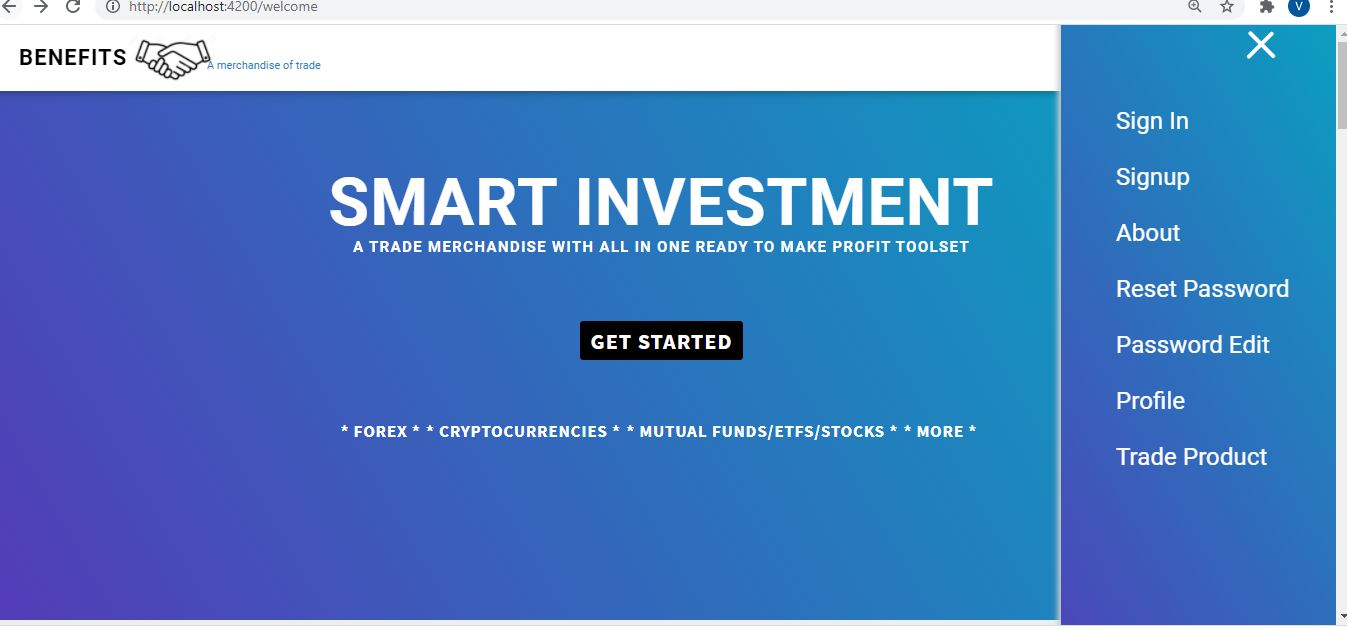 http://localhost:4200/welcome
V
BENEFITS
A merchandise of trade
SMART INVESTMENT
A TRADE MERCHANDISE WITH ALL IN ONE READY TO MAKE PROFIT TOOLSET
GET STARTED
* FOREX * * CRYPTOCURRENCIES * * MUTUAL FUNDS/ETFS/STOCKS * * MORE *
Sign In
Signup
About
Reset Password
Password Edit
Profile
Trade Product